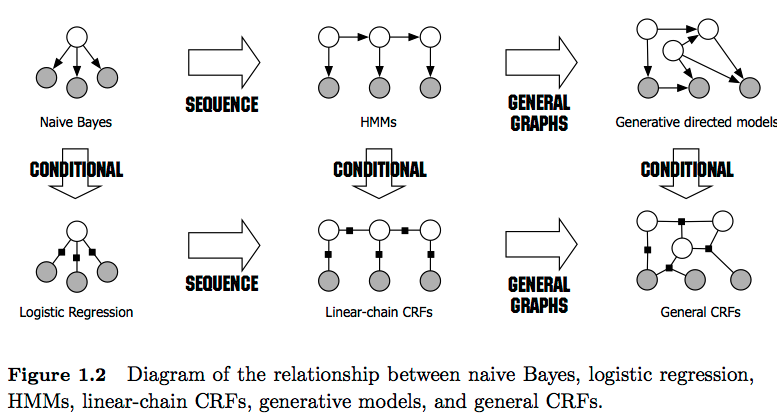 SEQUENCE
GENERAL
GRAPHS
Naive Bayes
HMMs
Generative directed models
CONDITIONAL
CONDITIONAL
CONDITIONAL
SEQUENCE
GENERAL
GRAPHS
Logistic Regression
Linear-chain CRFs
General CRFs
Figure 1.2 Diagram of the relationship between naive Bayes, logistic regression,
HMMs, linear-chain CRFs, generative models, and general CRFs.